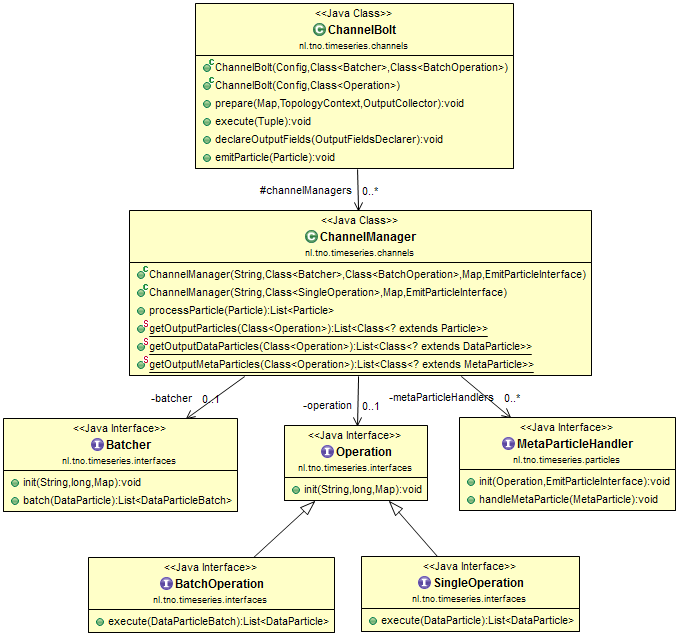 <<Java Class>>
C ChannelBolt
nl.tno.timeseries.channels
C ChannelBolt(Config,Class<Batcher>,Class<BatchOperation>)
C ChannelBolt(Config,Class<Operation>)
prepare(Map,TopologyContext,OutputCollector):void
execute(Tuple):void
declareOutputFields(OutputFieldsDeclarer):void
emitParticle(Particle):void
#channelManagers 0..*
<<Java Class>>
C ChannelManager
nl.tno.timeseries.channels
C ChannelManager(String,Class<Batcher>,Class<BatchOperation>,Map,EmitParticleInterface)
C ChannelManager(String,Class<SingleOperation>,Map,EmitParticleInterface)
processParticle(Particle):List<Particle>
S getOutputParticles(Class<Operation>):List<Class<? extends Particle>>
S getOutputDataParticles(Class<Operation>):List<Class<? extends DataParticle>>
S getOutputMetaParticles(Class<Operation>):List<Class<? extends MetaParticle>>
-batcher 0..1
-operation 0..1
-metaParticleHandlers 0..*
<<Java Interface>>
I Batcher
nl.tno.timeseries.interfaces
init(String,long,Map):void
batch(DataParticle):List<DataParticleBatch>
<<Java Interface>>
I Operation
nl.tno.timeseries.interfaces
init(String,long,Map):void
<<Java Interface>>
I MetaParticleHandler
nl.tno.timeseries.particles
init(Operation,EmitParticleInterface):void
handleMetaParticle(MetaParticle):void
<<Java Interface>>
I BatchOperation
nl.tno.timeseries.interfaces
execute(DataParticleBatch):List<DataParticle>
<<Java Interface>>
I SingleOperation
nl.tno.timeseries.interfaces
execute(DataParticle):List<DataParticle>